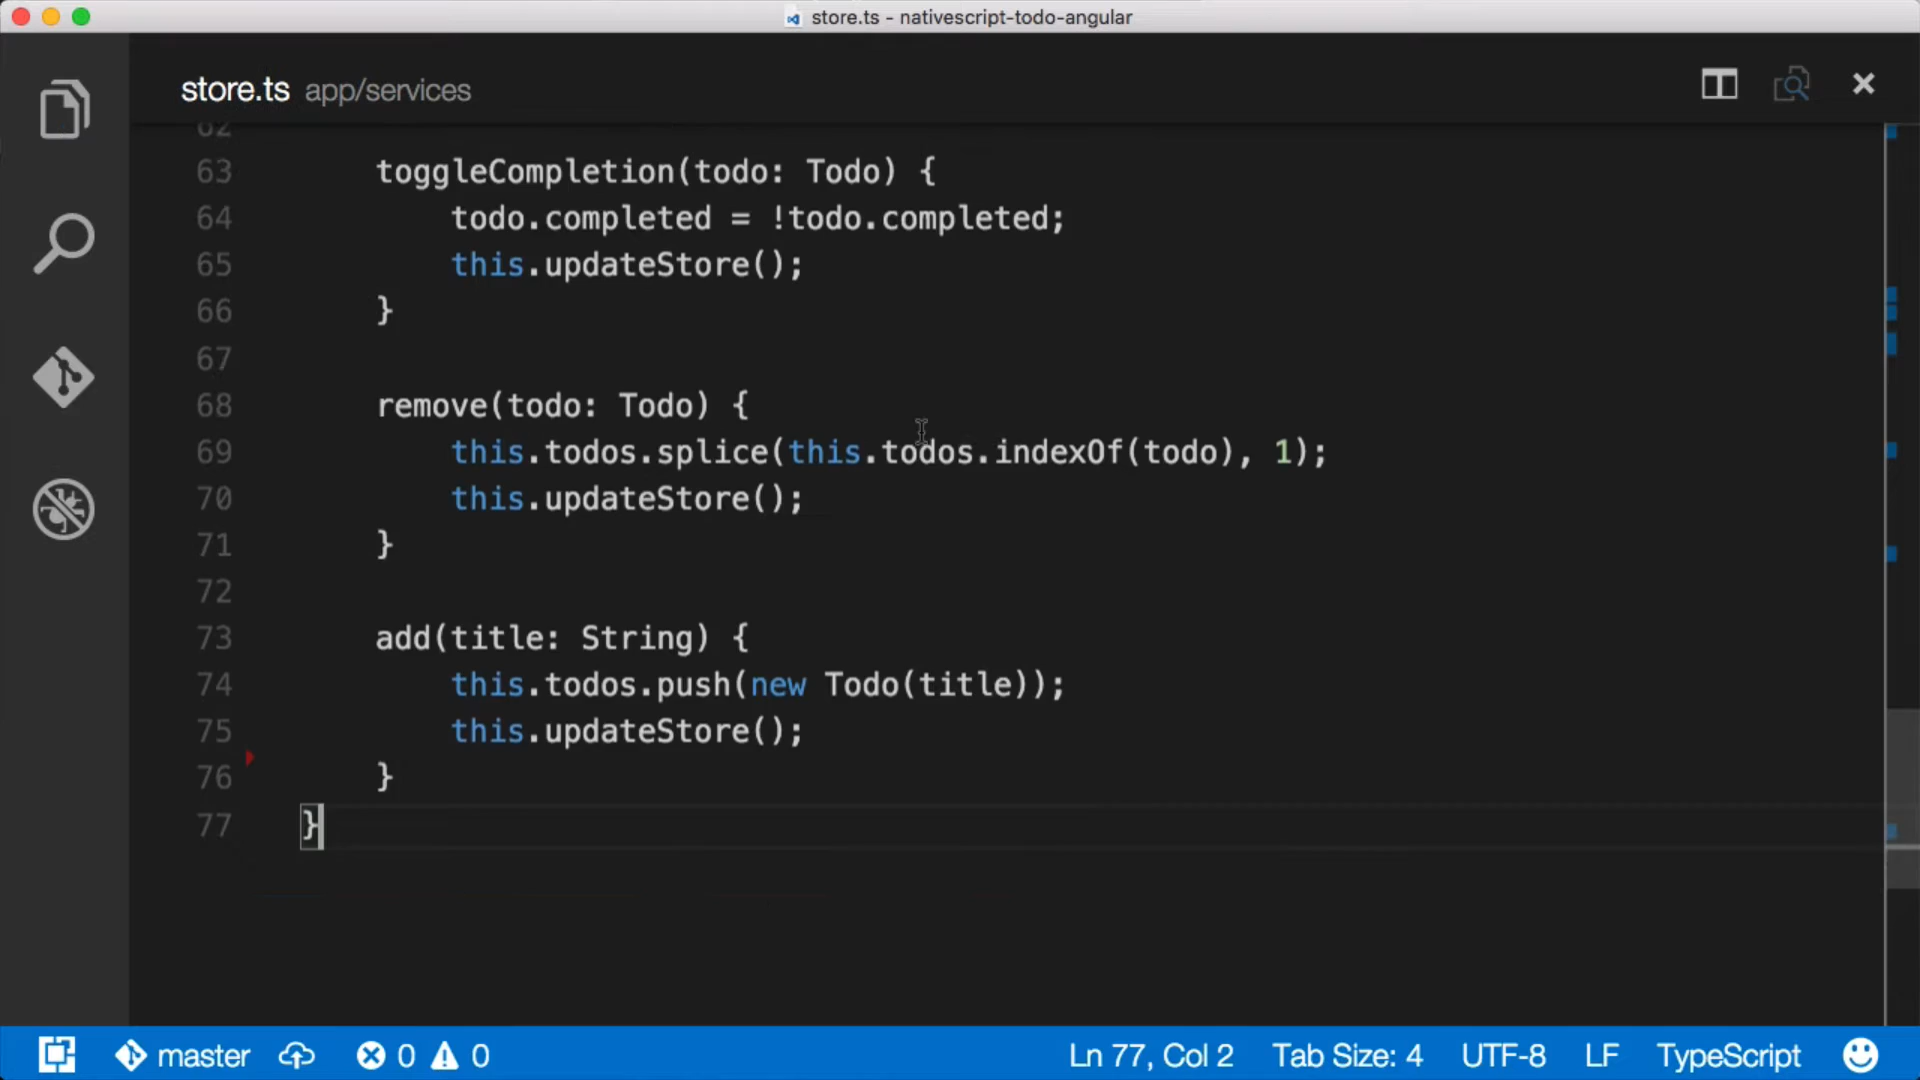 store.ts - nativescript-todo-angular
store.ts app/services
62
63 toggleCompletion(todo: Todo) {
64 todo.completed = !todo.completed;
65 this.updateStore();
66 }
67
68 remove(todo: Todo) {
69 this.todos.splice(this.todos.indexOf(todo), 1);
70 this.updateStore();
71 }
72
73 add(title: String) {
74 this.todos.push(new Todo(title));
75 this.updateStore();
76 }
77 }
master 0 0 Ln 77, Col 2 Tab Size: 4 UTF-8 LF TypeScript